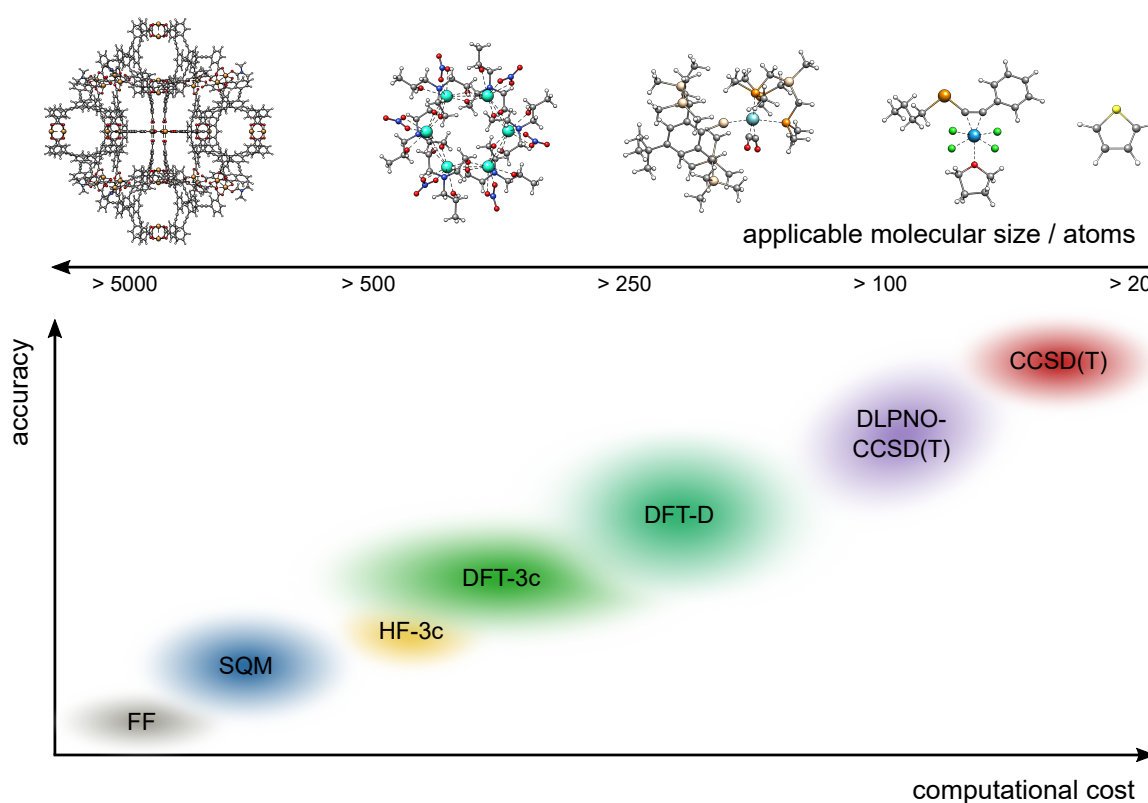 applicable molecular size / atoms
> 5000
> 500
> 250
> 100
> 20
accuracy
CCSD(T)
DLPNO-
CCSD(T)
DFT-D
DFT-3c
HF-3c
SQM
FF
computational cost